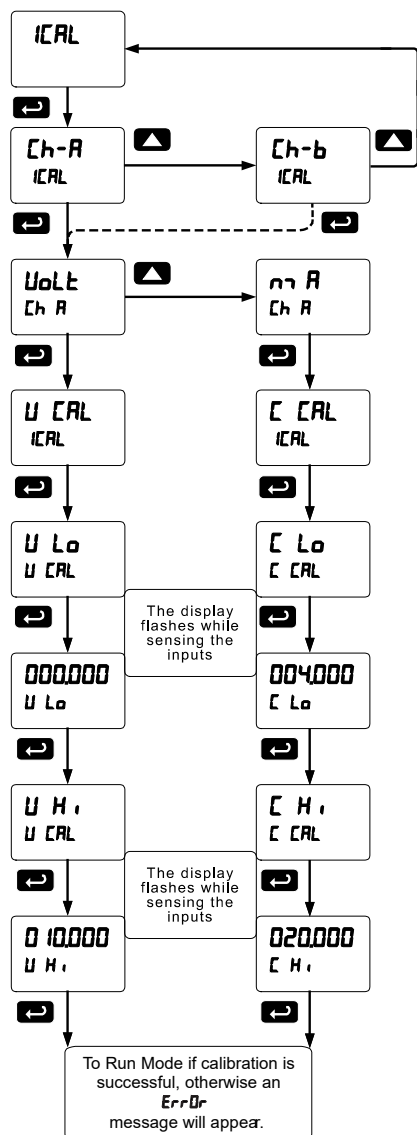 ICAL
Ch-A
ICAL
Ch-b
ICAL
VoLt
Ch A
mA
Ch A
V CAL
ICAL
C CAL
ICAL
V Lo
V CAL
C Lo
C CAL
The display
flashes while
sensing the
inputs
000.000
V Lo
004.000
C Lo
V Hi
V CAL
C Hi
C CAL
The display
flashes while
sensing the
inputs
010.000
V Hi
020.000
C Hi
To Run Mode if calibration is
successful, otherwise an
Error
message will appear.